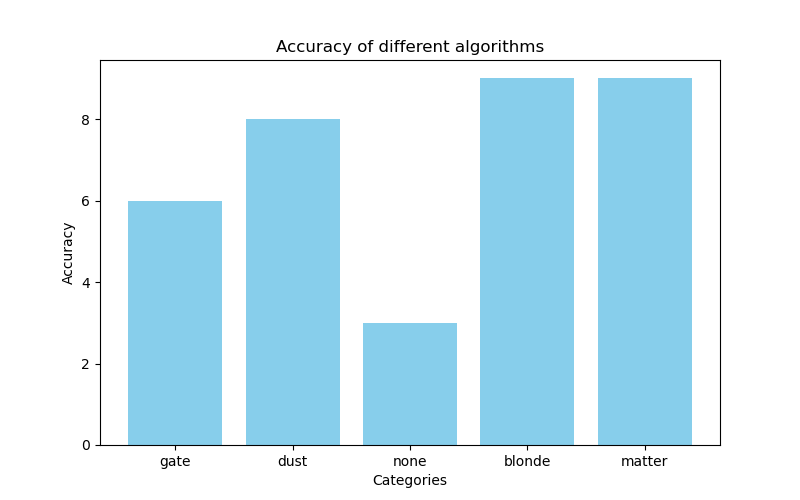 Accuracy of different algorithms
Accuracy
8
6
4
2
0
gate dust none blonde matter
Categories